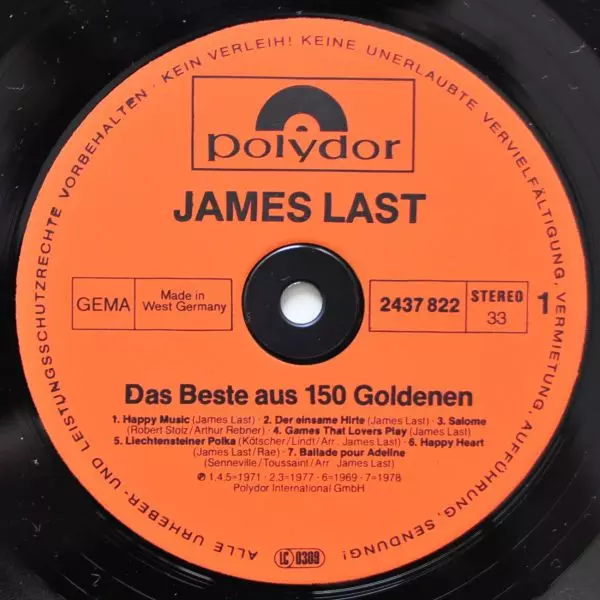 ALLE URHEBER- UND LEISTUNGSSCHUTZRECHTE VORBEHALTEN · KEIN VERLEIH! KEINE UNERLAUBTE VERVIELFÄLTIGUNG, VERMIETUNG, AUFFÜHRUNG, SENDUNG!
polydor
JAMES LAST
GEMA
Made in
West Germany
2437 822
STEREO
33
1
Das Beste aus 150 Goldenen
1. Happy Music (James Last) · 2. Der einsame Hirte (James Last) · 3. Salome
(Robert Stolz/Arthur Rebner) · 4. Games That Lovers Play (James Last)
5. Liechtensteiner Polka (Kötscher/Lindt/Arr. James Last) · 6. Happy Heart
(James Last/Rae) · 7. Ballade pour Adeline
(Senneville/Toussaint/Arr. James Last)
Ⓟ 1.4.5=1971 · 2.3=1977 · 6=1969 · 7=1978
Polydor International GmbH
LC 0309